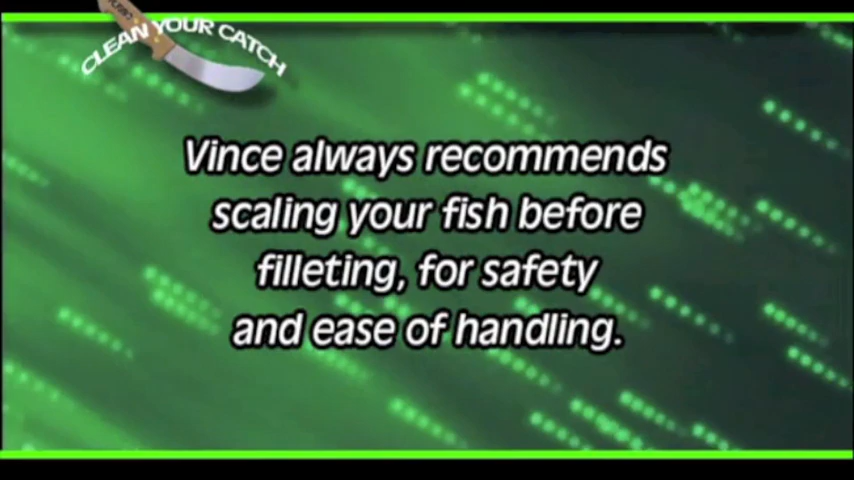 CLEAN YOUR CATCH
Vince always recommends
scaling your fish before
filleting, for safety
and ease of handling.